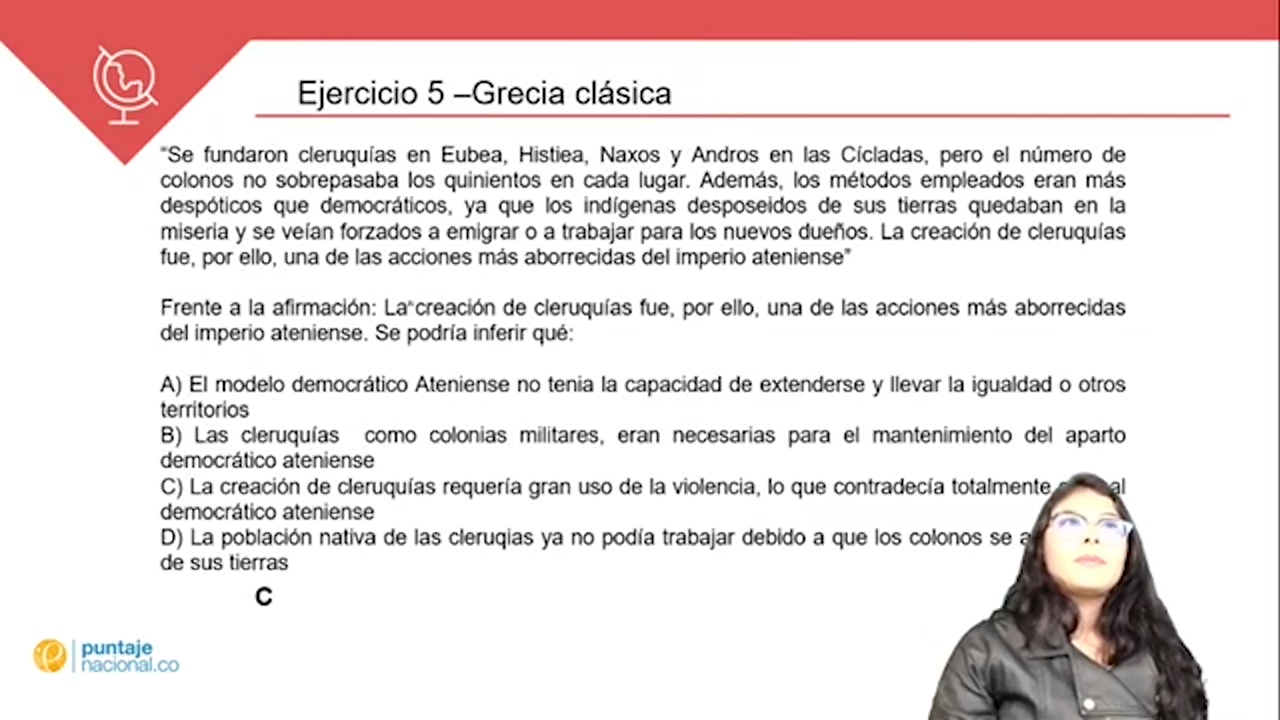 Ejercicio 5 –Grecia clásica
“Se fundaron cleruquías en Eubea, Histiea, Naxos y Andros en las Cícladas, pero el número de
colonos no sobrepasaba los quinientos en cada lugar. Además, los métodos empleados eran más
despóticos que democráticos, ya que los indígenas desposeidos de sus tierras quedaban en la
miseria y se veían forzados a emigrar o a trabajar para los nuevos dueños. La creación de cleruquías
fue, por ello, una de las acciones más aborrecidas del imperio ateniense”
Frente a la afirmación: La“creación de cleruquías fue, por ello, una de las acciones más aborrecidas
del imperio ateniense. Se podría inferir qué:
A) El modelo democrático Ateniense no tenia la capacidad de extenderse y llevar la igualdad o otros
territorios
B) Las cleruquías como colonias militares, eran necesarias para el mantenimiento del aparto
democrático ateniense
C) La creación de cleruquías requería gran uso de la violencia, lo que contradecía totalmente
democrático ateniense
D) La población nativa de las cleruqias ya no podía trabajar debido a que los colonos se
de sus tierras
C
puntaje
nacional.co